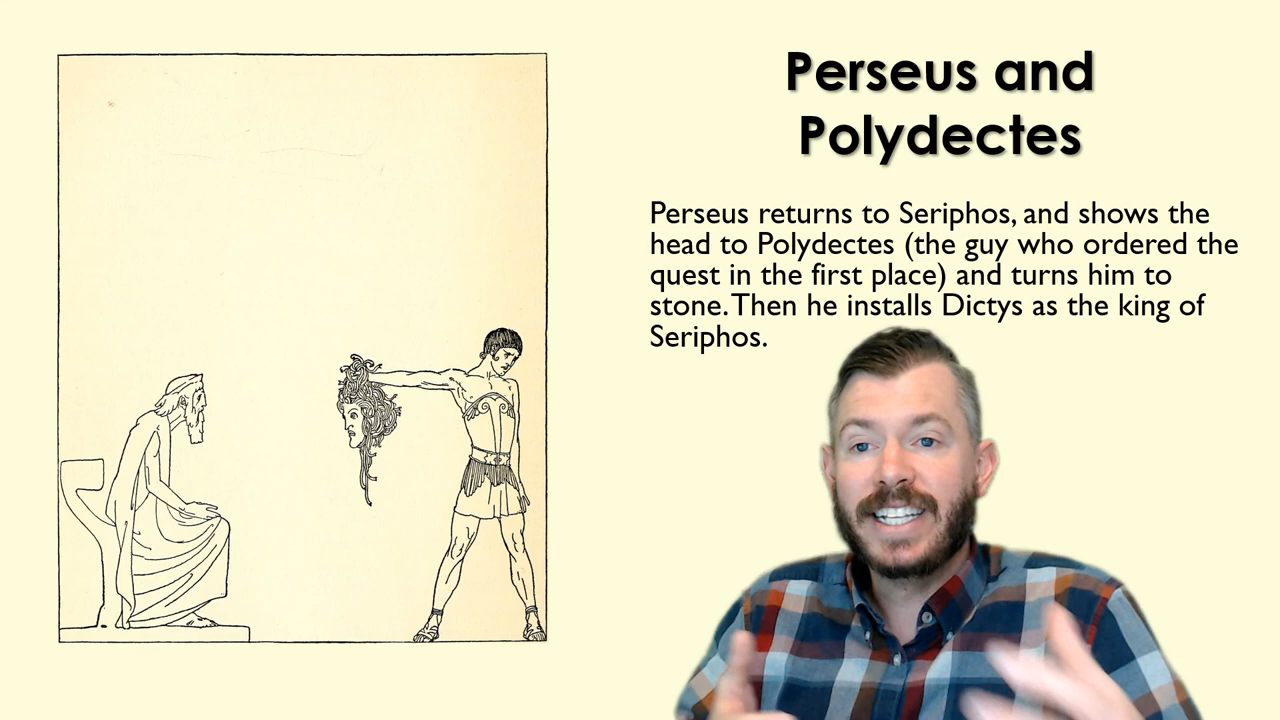 Perseus and
Polydectes
Perseus returns to Seriphos, and shows the
head to Polydectes (the guy who ordered the
quest in the first place) and turns him to
stone. Then he installs Dictys as the king of
Seriphos.